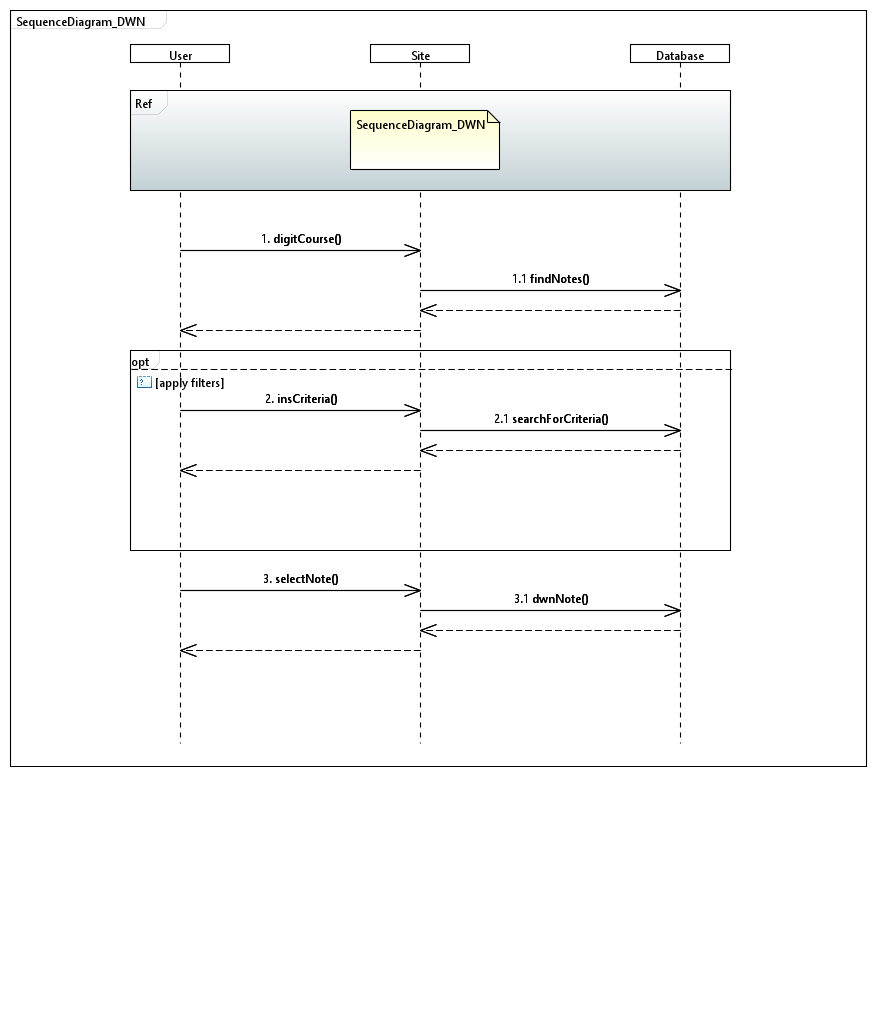 SequenceDiagram_DWN
User
Site
Database
Ref
SequenceDiagram_DWN
1. digitCourse()
1.1 findNotes()
opt
? [apply filters]
2. insCriteria()
2.1 searchForCriteria()
3. selectNote()
3.1 dwnNote()